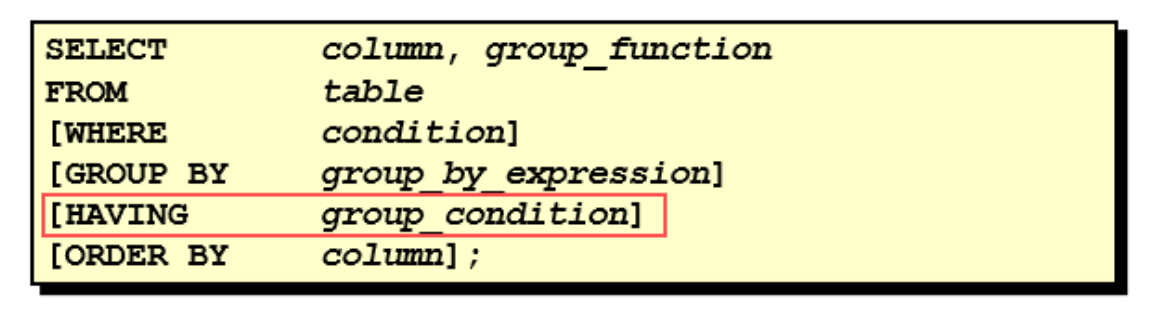 SELECT column, group_function
FROM table
[WHERE condition]
[GROUP BY group_by_expression]
[HAVING group_condition]
[ORDER BY column];